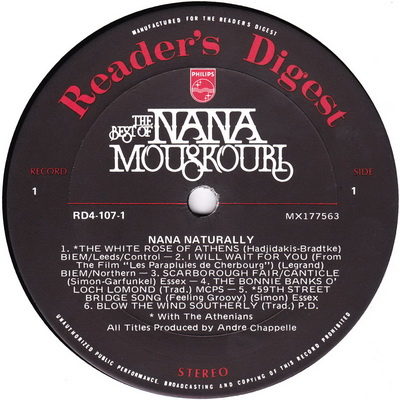 MANUFACTURED FOR THE READERS DIGEST
Reader's Digest
PHILIPS
THE
BEST OF NANA
MOUSKOURI
RECORD
1
SIDE
1
RD4-107-1
MX177563
NANA NATURALLY
1. *THE WHITE ROSE OF ATHENS (Hadjidakis-Bradtke)
BIEM/Leeds/Control — 2. I WILL WAIT FOR YOU (From
The Film "Les Parapluies de Cherbourg") (Legrand)
BIEM/Northern — 3. SCARBOROUGH FAIR/CANTICLE
(Simon-Garfunkel) Essex — 4. THE BONNIE BANKS O'
LOCH LOMOND (Trad.) MCPS — 5. *59TH STREET
BRIDGE SONG (Feeling Groovy) (Simon) Essex
6. BLOW THE WIND SOUTHERLY (Trad.) P.D.
* With The Athenians
All Titles Produced by Andre Chappelle
STEREO
UNAUTHORIZED PUBLIC PERFORMANCE, BROADCASTING AND COPYING OF THIS RECORD PROHIBITED